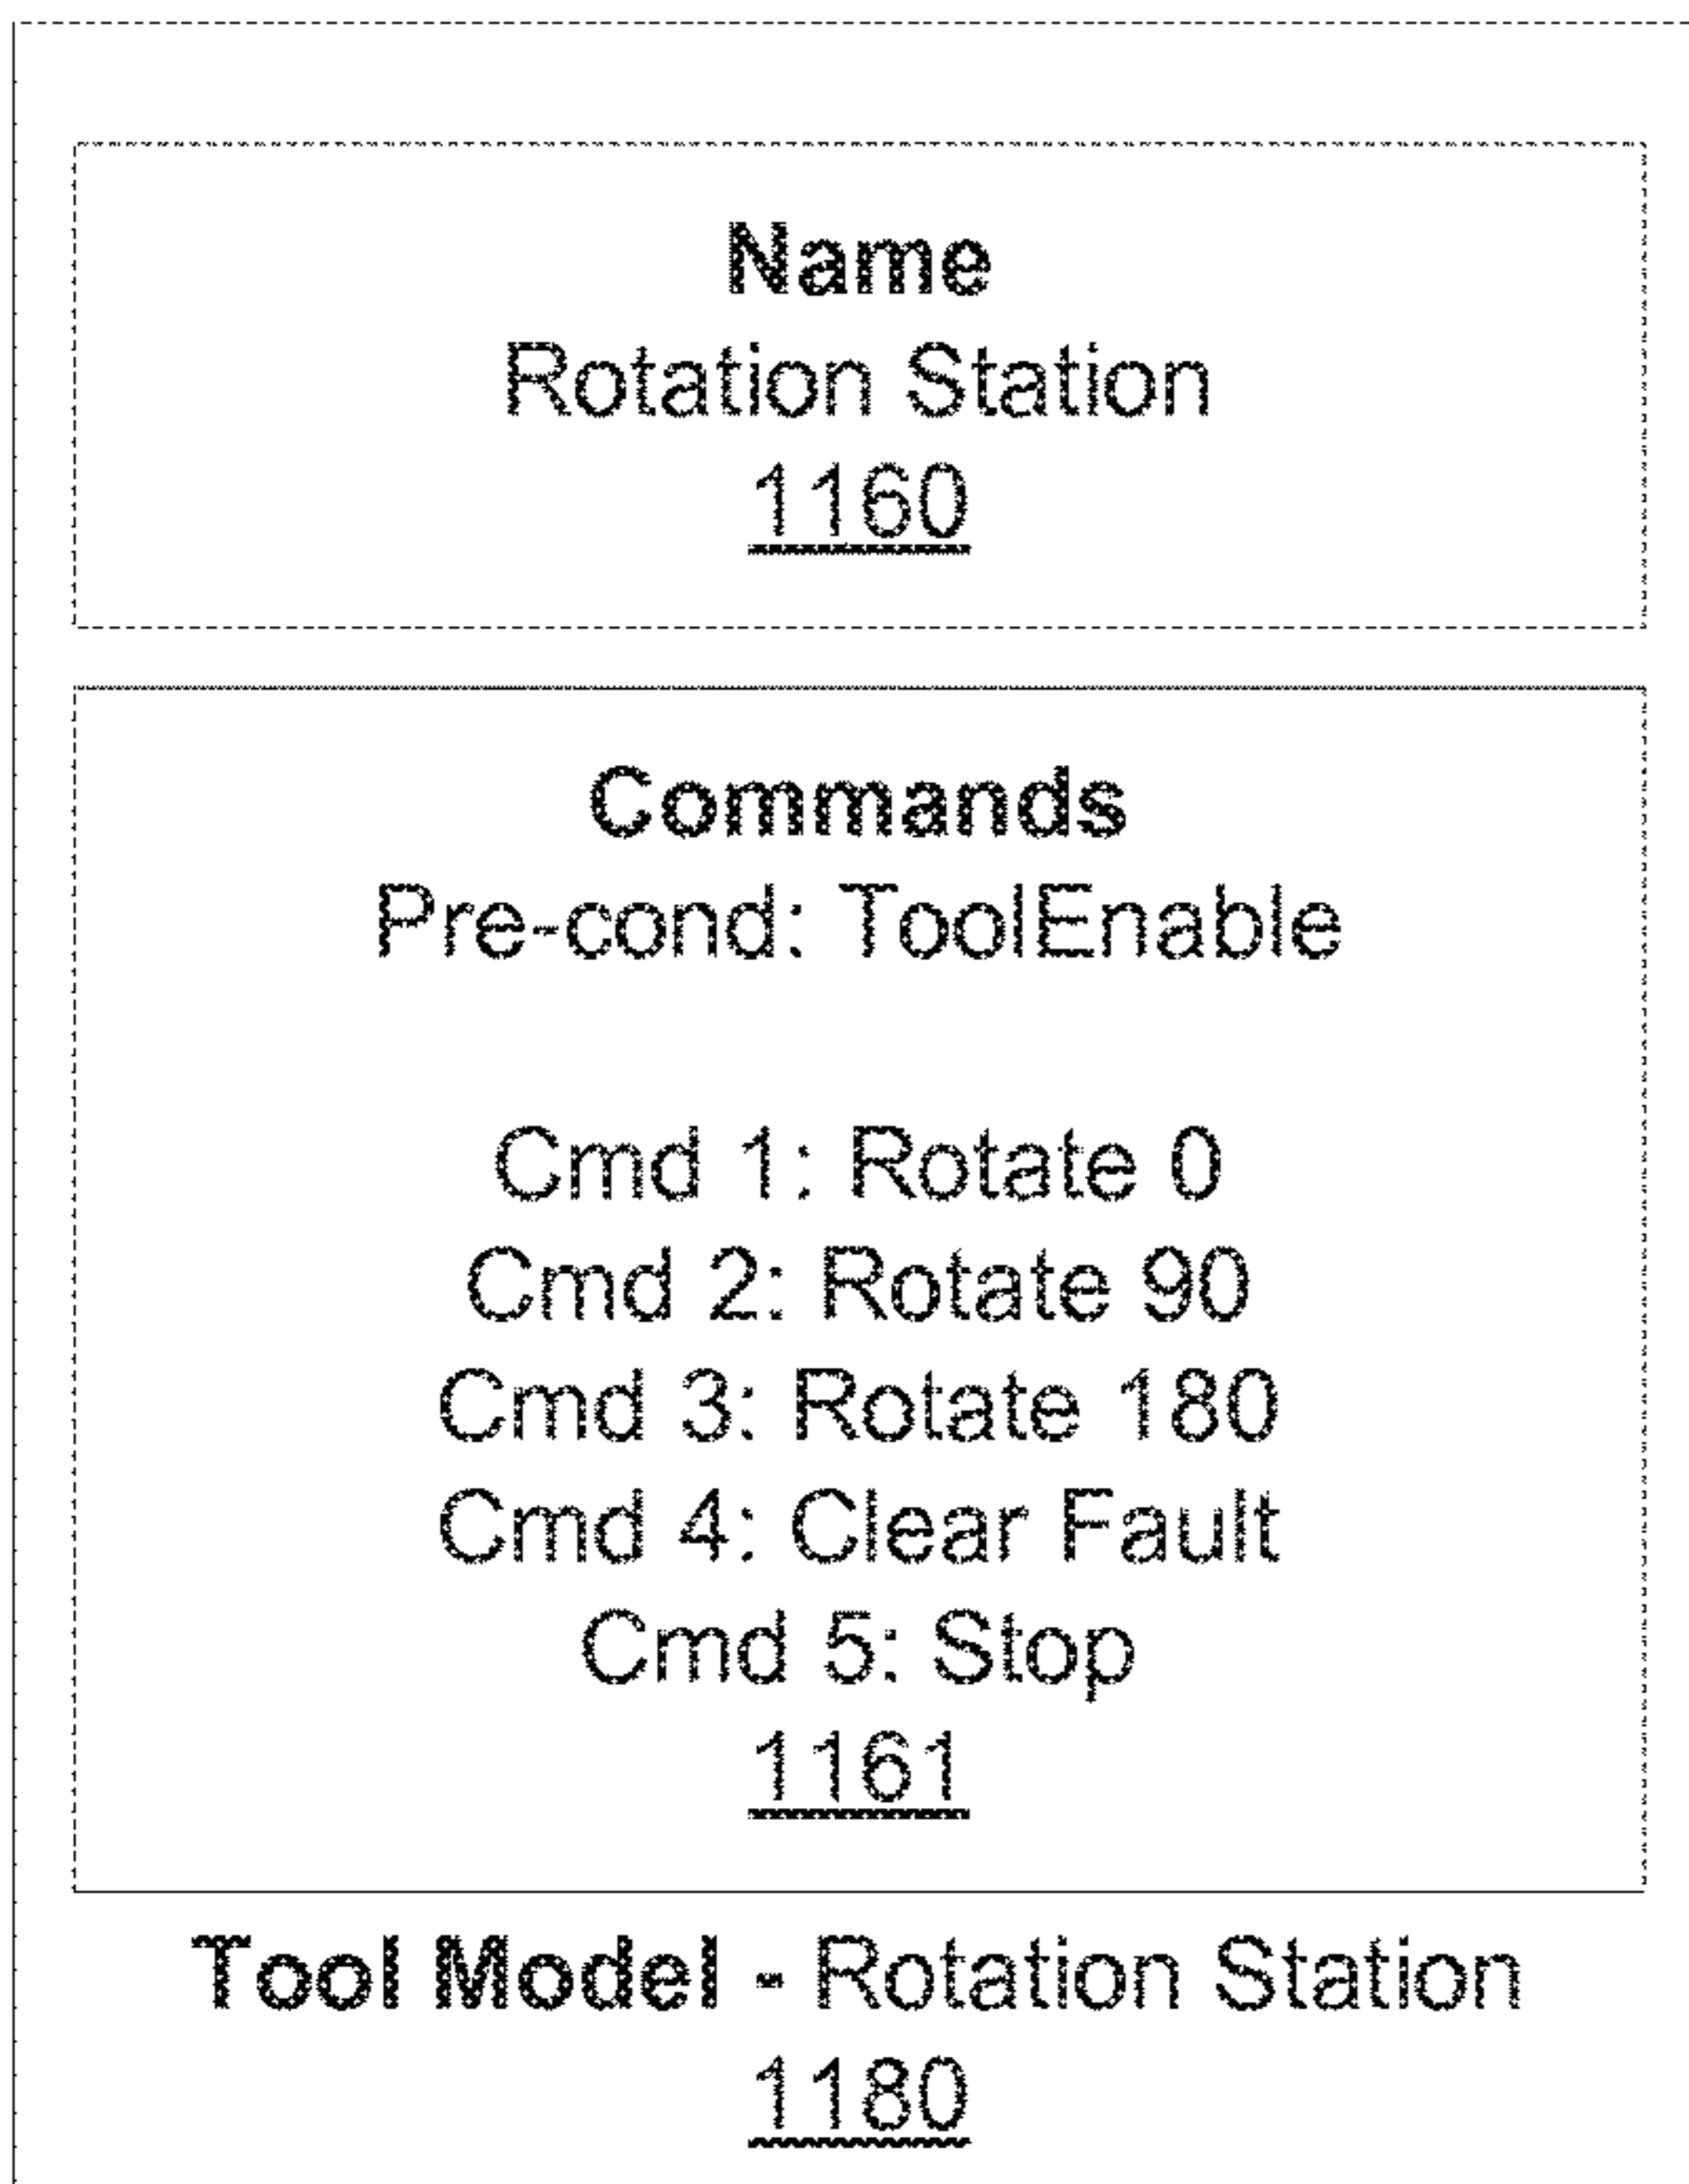 Name
Rotation Station
1160
Commands
Pre-cond: ToolEnable
Cmd 1: Rotate 0
Cmd 2: Rotate 90
Cmd 3: Rotate 180
Cmd 4: Clear Fault
Cmd 5: Stop
1161
Tool Model - Rotation Station
1180